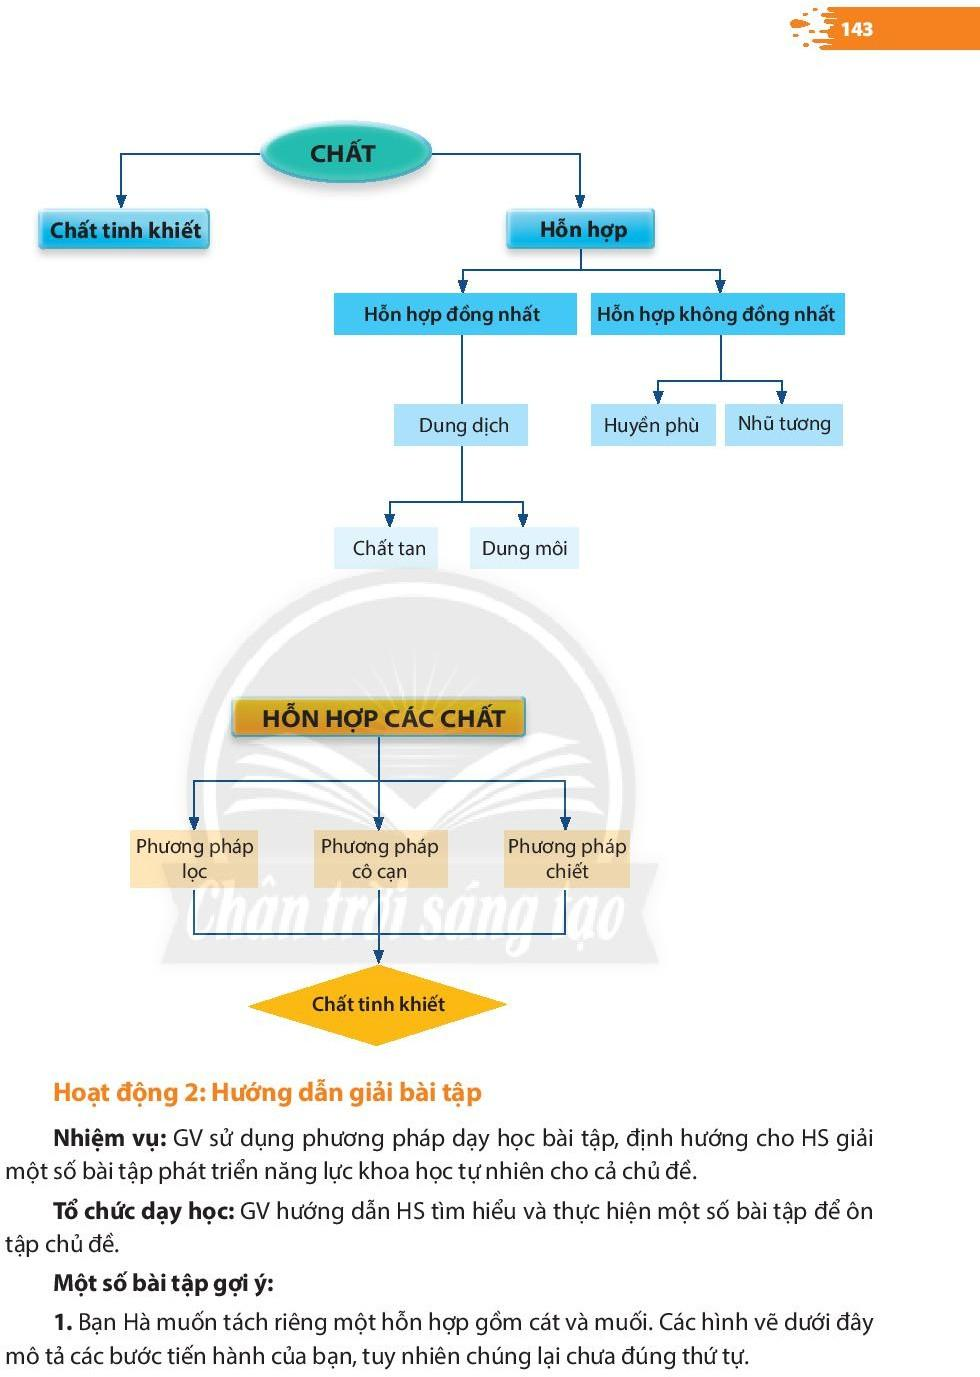 143
CHẤT
Chất tinh khiết
Hỗn hợp
Hỗn hợp đồng nhất
Hỗn hợp không đồng nhất
Dung dịch
Huyền phù
Nhũ tương
Chất tan
Dung môi
HỖN HỢP CÁC CHẤT
Phương pháp
lọc
Phương pháp
cô cạn
Phương pháp
chiết
Chân trời sáng tạo
Chất tinh khiết
Hoạt động 2: Hướng dẫn giải bài tập
Nhiệm vụ: GV sử dụng phương pháp dạy học bài tập, định hướng cho HS giải
một số bài tập phát triển năng lực khoa học tự nhiên cho cả chủ đề.
Tổ chức dạy học: GV hướng dẫn HS tìm hiểu và thực hiện một số bài tập để ôn
tập chủ đề.
Một số bài tập gợi ý:
1. Bạn Hà muốn tách riêng một hỗn hợp gồm cát và muối. Các hình vẽ dưới đây
mô tả các bước tiến hành của bạn, tuy nhiên chúng lại chưa đúng thứ tự.